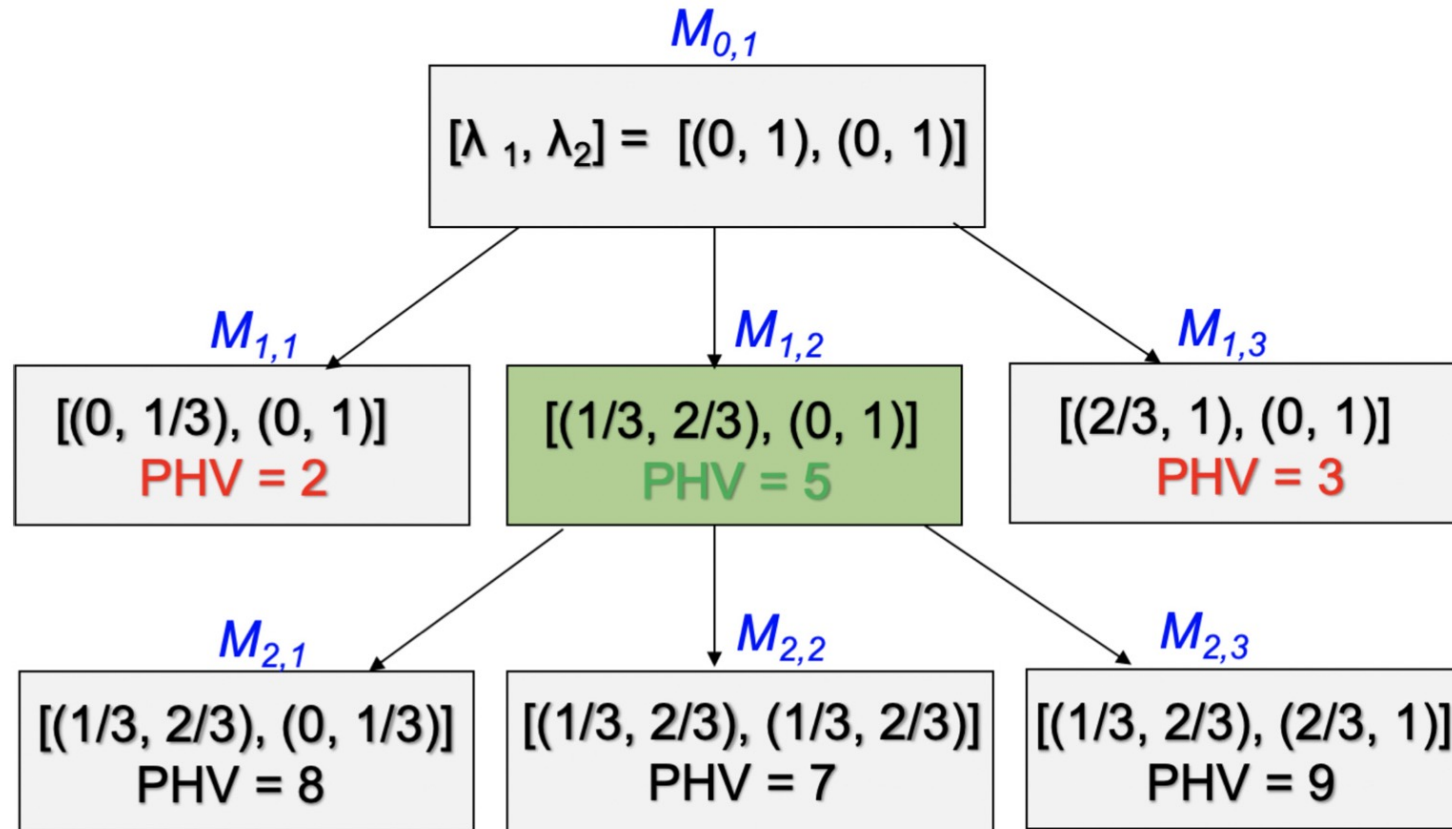 M0,1
[λ 1, λ2] = [(0, 1), (0, 1)]
M1,1
M1,2
M1,3
[(0, 1/3), (0, 1)]
PHV = 2
[(1/3, 2/3), (0, 1)]
PHV = 5
[(2/3, 1), (0, 1)]
PHV = 3
M2,1
M2,2
M2,3
[(1/3, 2/3), (0, 1/3)]
PHV = 8
[(1/3, 2/3), (1/3, 2/3)]
PHV = 7
[(1/3, 2/3), (2/3, 1)]
PHV = 9